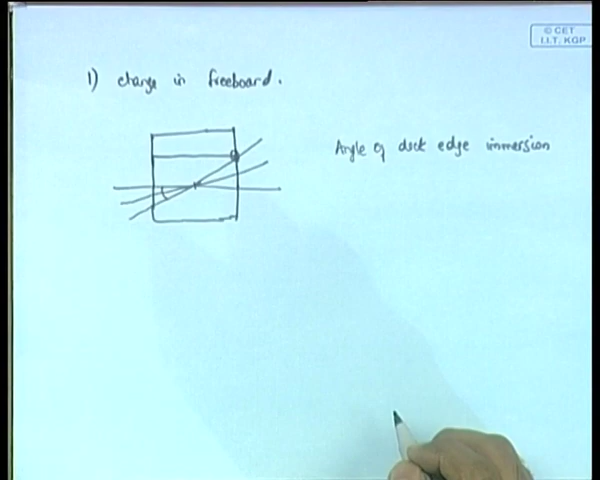 © CET
I.I.T. KGP
1) change in freeboard.
Angle of deck edge immersion